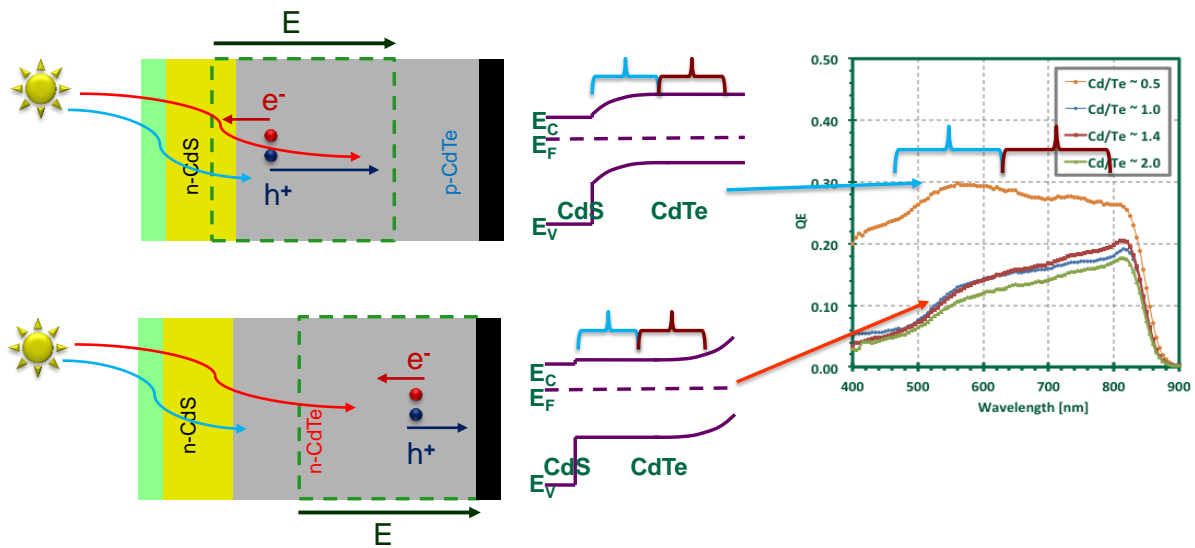 E
e-
h+
n-CdS
p-CdTe
EC
EF
EV
CdS
CdTe
0.50
0.40
0.30
0.20
0.10
0.00
QE
400
500
600
700
800
900
Wavelength [nm]
Cd/Te ~ 0.5
Cd/Te ~ 1.0
Cd/Te ~ 1.4
Cd/Te ~ 2.0
n-CdS
n-CdTe
e-
h+
E
EC
EF
EV
CdS
CdTe